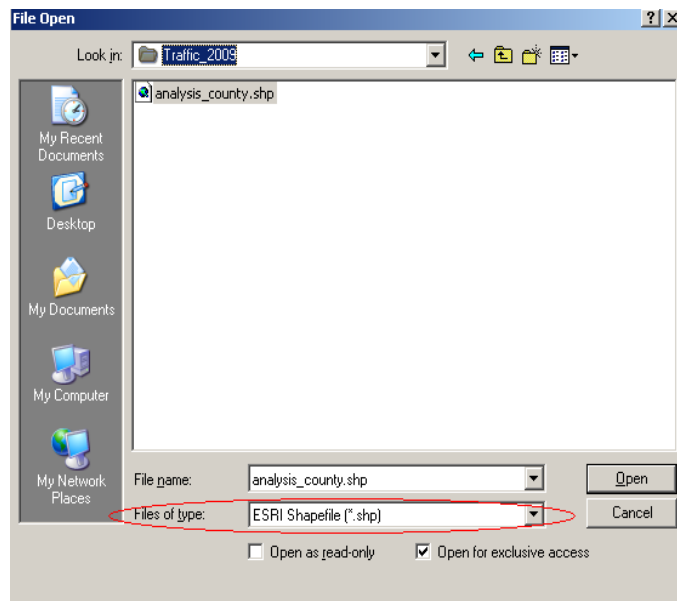 File Open
Look in: Traffic_2009
analysis_county.shp
My Recent
Documents
Desktop
My Documents
My Computer
My Network
Places
File name: analysis_county.shp Open
Files of type: ESRI Shapefile (*.shp) Cancel
Open as read-only Open for exclusive access